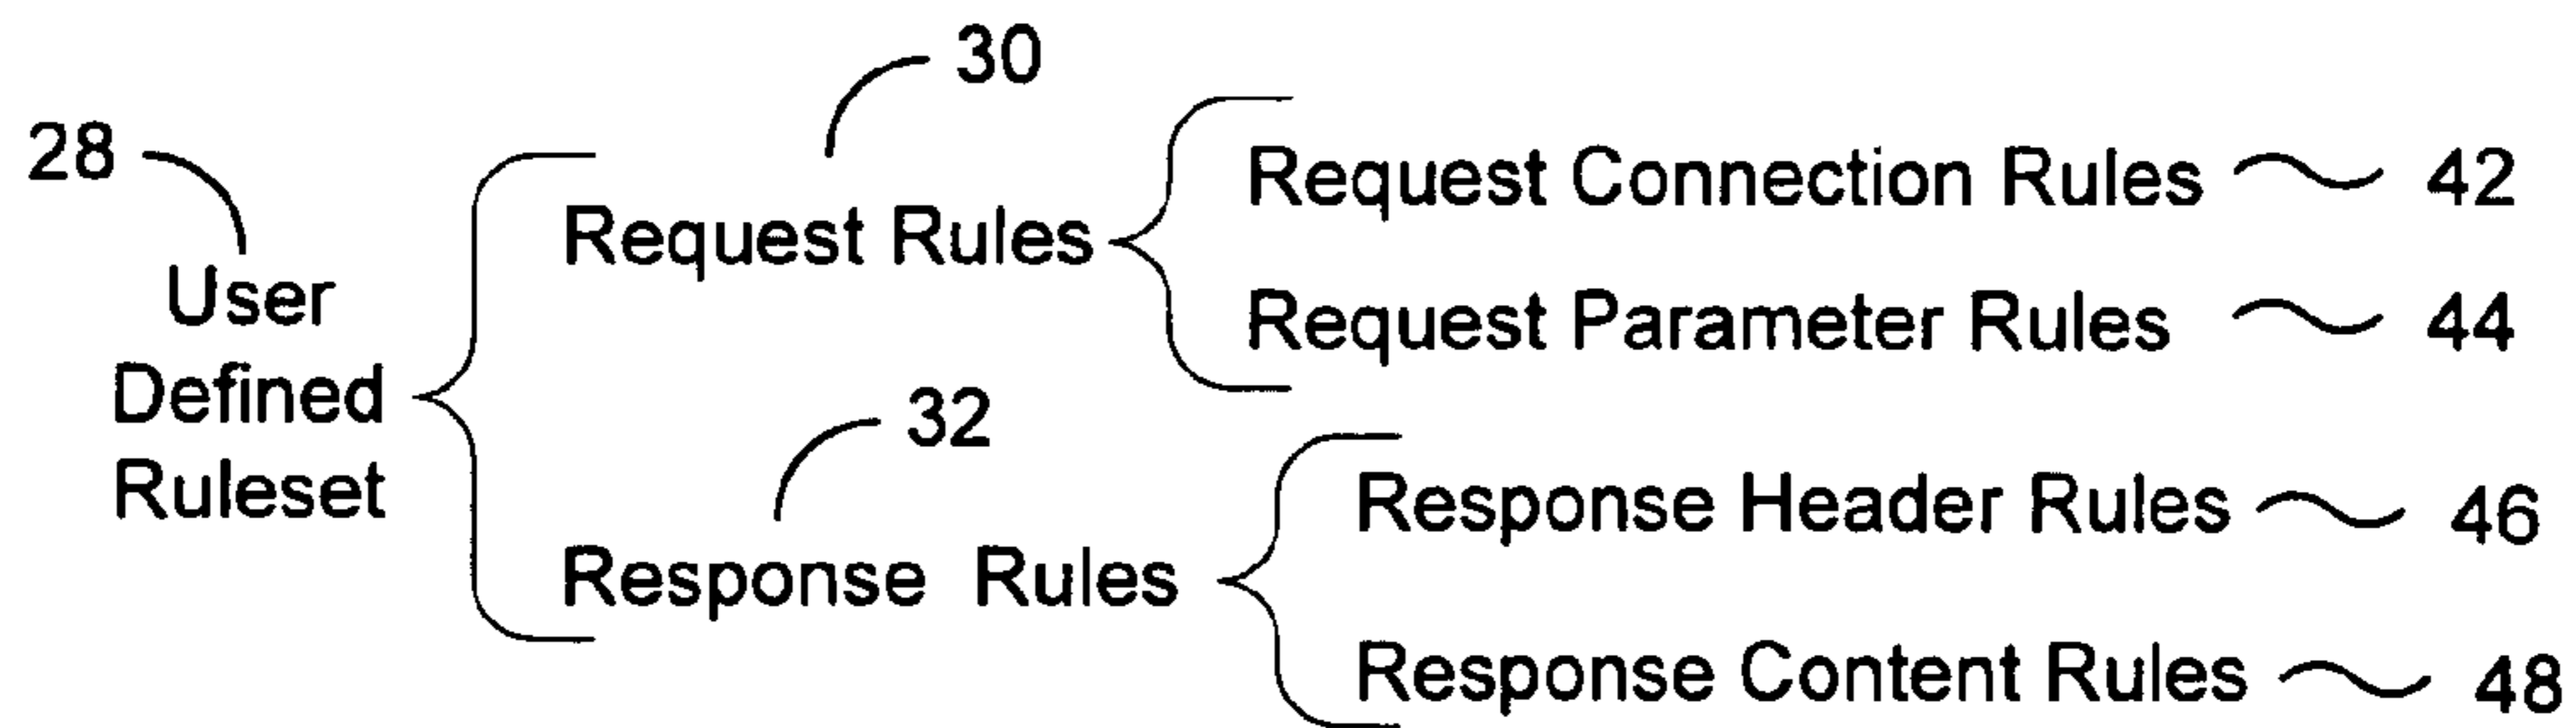 30
28
User
Defined
Ruleset
Request Rules
Request Connection Rules 42
Request Parameter Rules 44
32
Response Rules
Response Header Rules 46
Response Content Rules 48